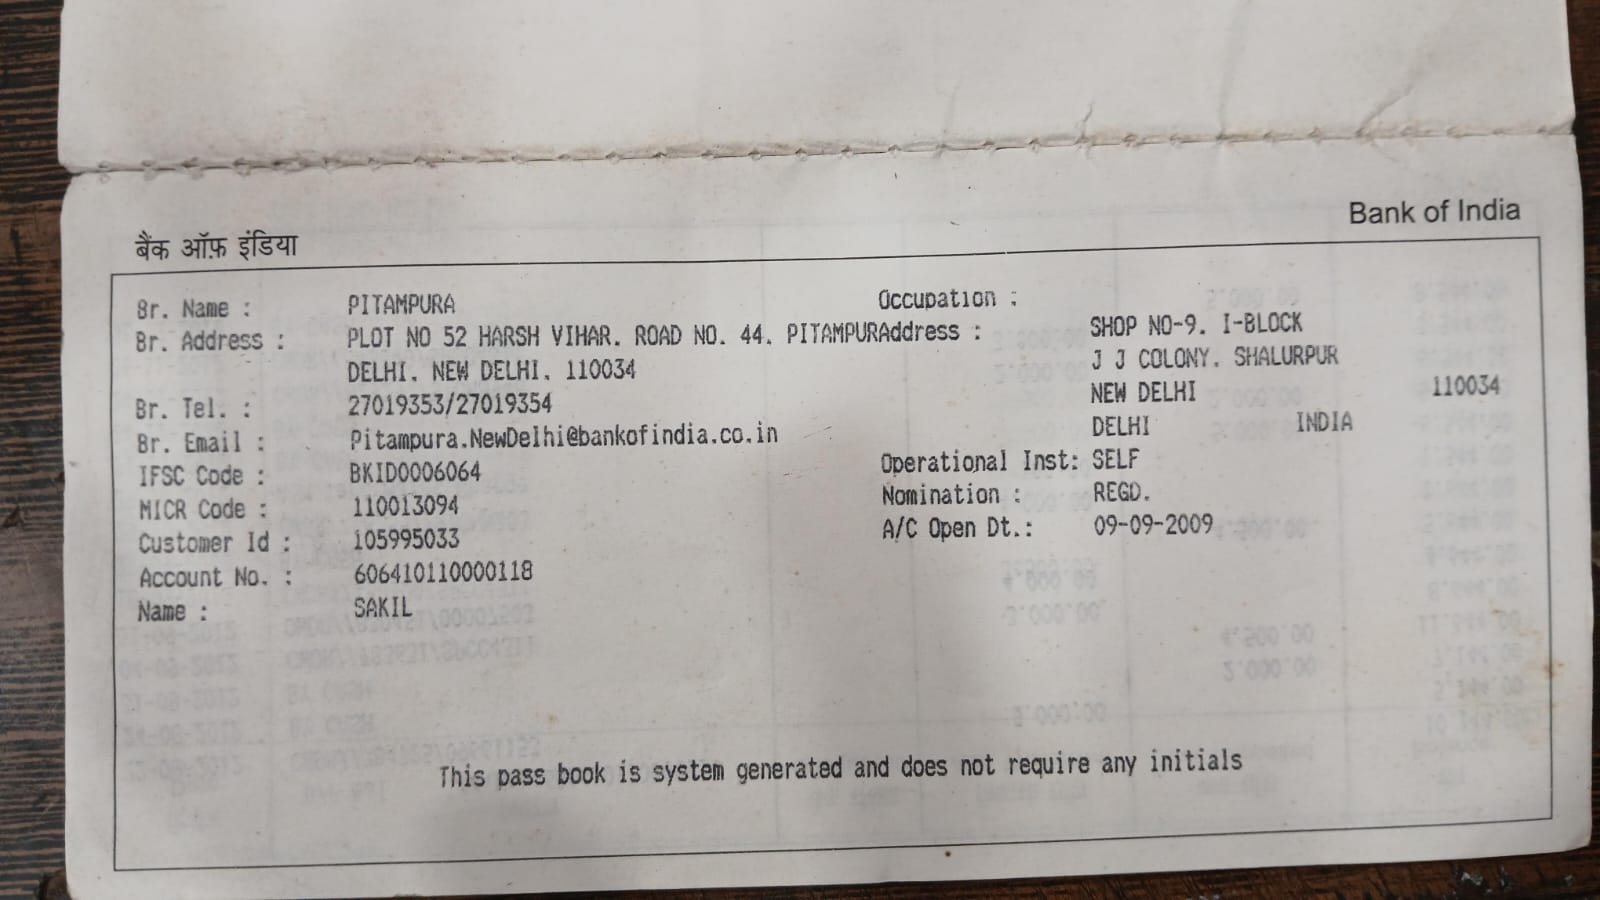 बैंक ऑफ़ इंडिया
Bank of India
Br. Name : PITAMPURA
Br. Address : PLOT NO 52 HARSH VIHAR. ROAD NO. 44. PITAMPUR
DELHI. NEW DELHI. 110034
Br. Tel. : 27019353/27019354
Br. Email : Pitampura.NewDelhi@bankofindia.co.in
IFSC Code : BKID0006064
MICR Code : 110013094
Customer Id : 105995033
Account No. : 606410110000118
Name : SAKIL
Occupation :
Address : SHOP NO-9. I-BLOCK
J J COLONY. SHALURPUR
NEW DELHI 110034
DELHI INDIA
Operational Inst: SELF
Nomination : REGD.
A/C Open Dt.: 09-09-2009
This pass book is system generated and does not require any initials